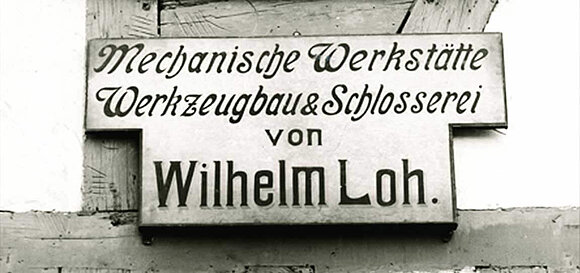 Mechanische Werkstätte
Werkzeugbau & Schlosserei
von
Wilhelm Loh.